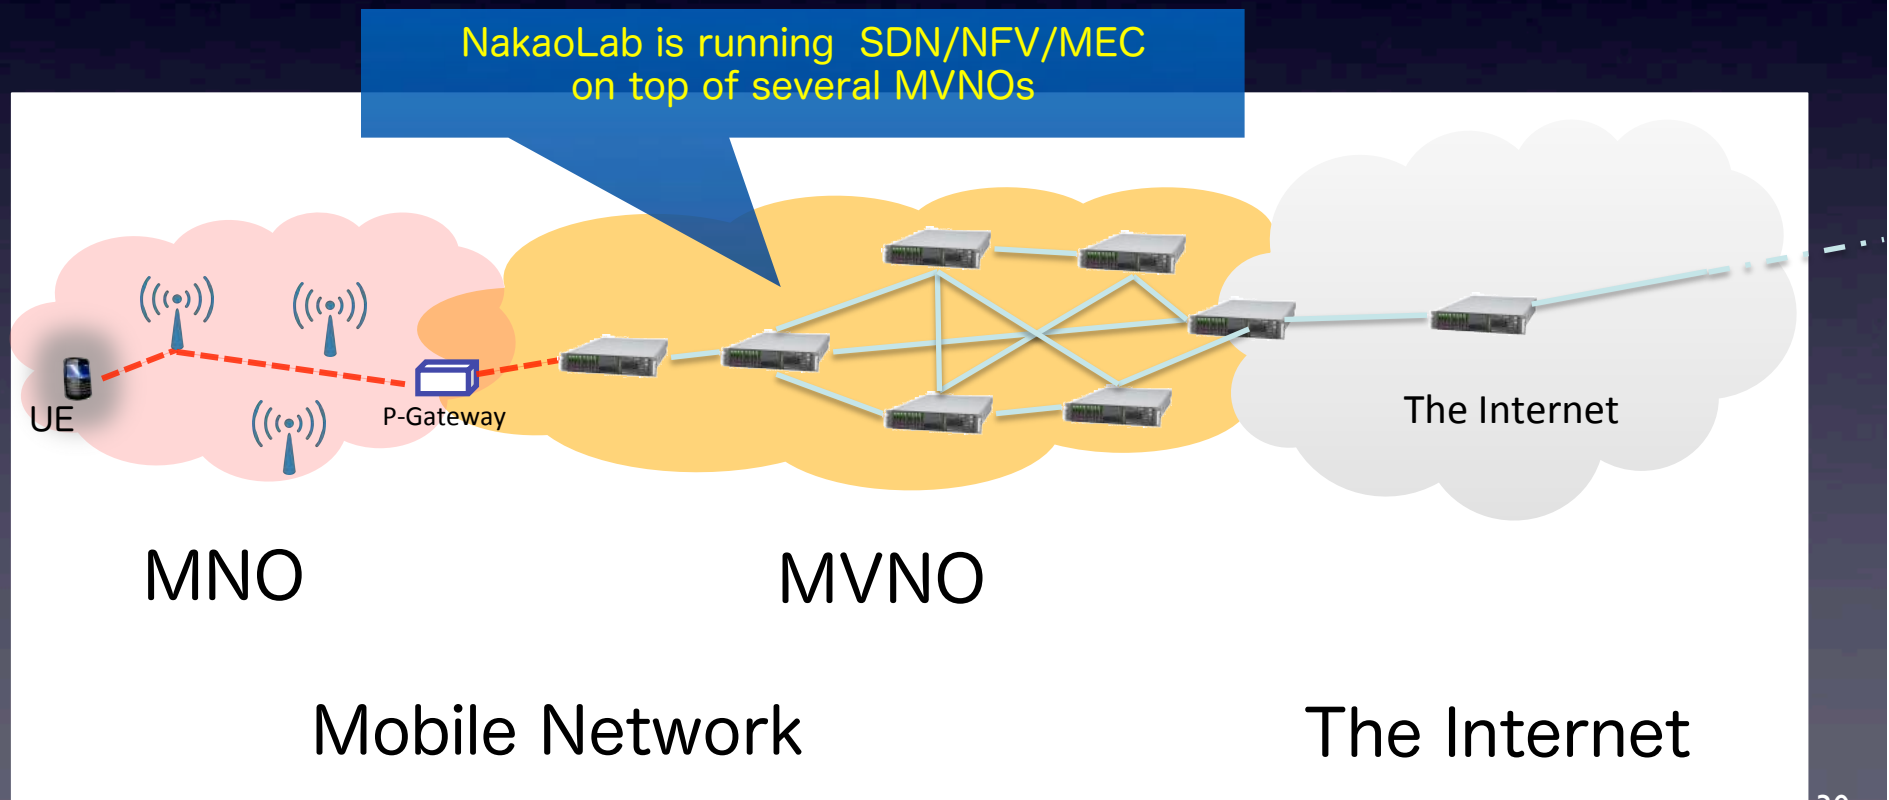 NakaoLab is running SDN/NFV/MEC
on top of several MVNOs
UE
P-Gateway
The Internet
MNO
MVNO
Mobile Network
The Internet